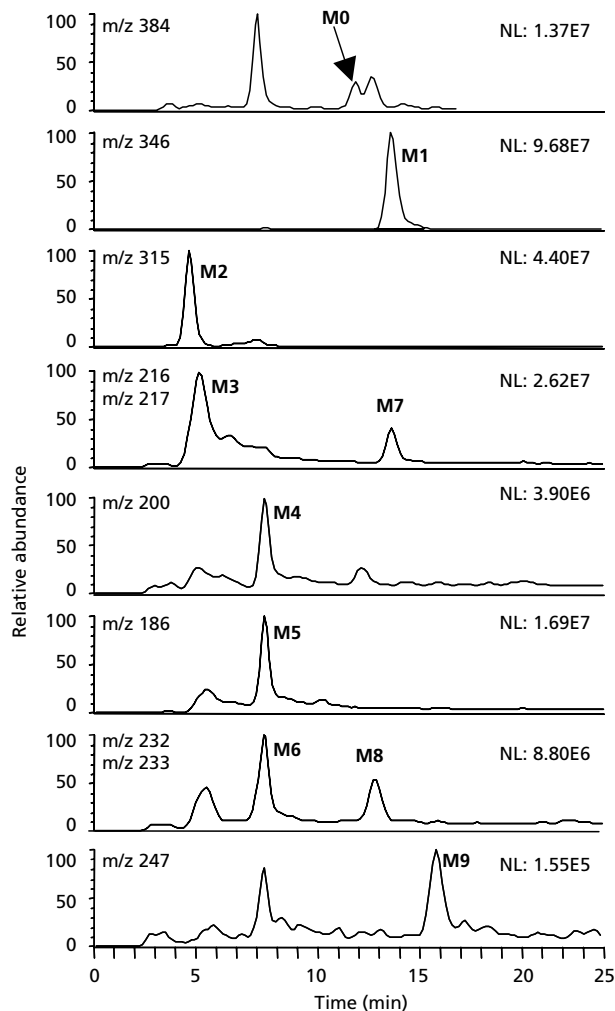 100 m/z 384 M0 NL: 1.37E7
50
0
100 m/z 346 M1 NL: 9.68E7
50
0
100 m/z 315 M2 NL: 4.40E7
50
0
100 m/z 216 M3 M7 NL: 2.62E7
m/z 217
50
0
100 m/z 200 M4 NL: 3.90E6
50
0
100 m/z 186 M5 NL: 1.69E7
50
0
100 m/z 232 M6 M8 NL: 8.80E6
m/z 233
50
0
100 m/z 247 M9 NL: 1.55E5
50
0
0 5 10 15 20 25
Time (min)
Relative abundance